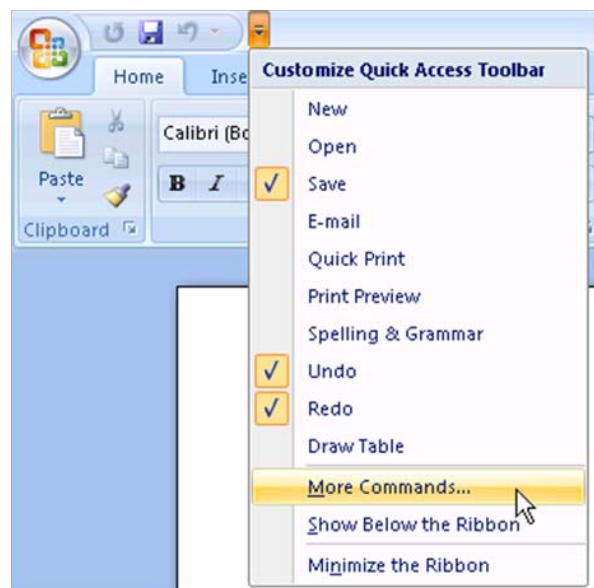 Home Inse
Customize Quick Access Toolbar
New
Open
Save
E-mail
Quick Print
Print Preview
Spelling & Grammar
Undo
Redo
Draw Table
More Commands...
Show Below the Ribbon
Minimize the Ribbon
Calibri (Bo
Paste
B I
Clipboard